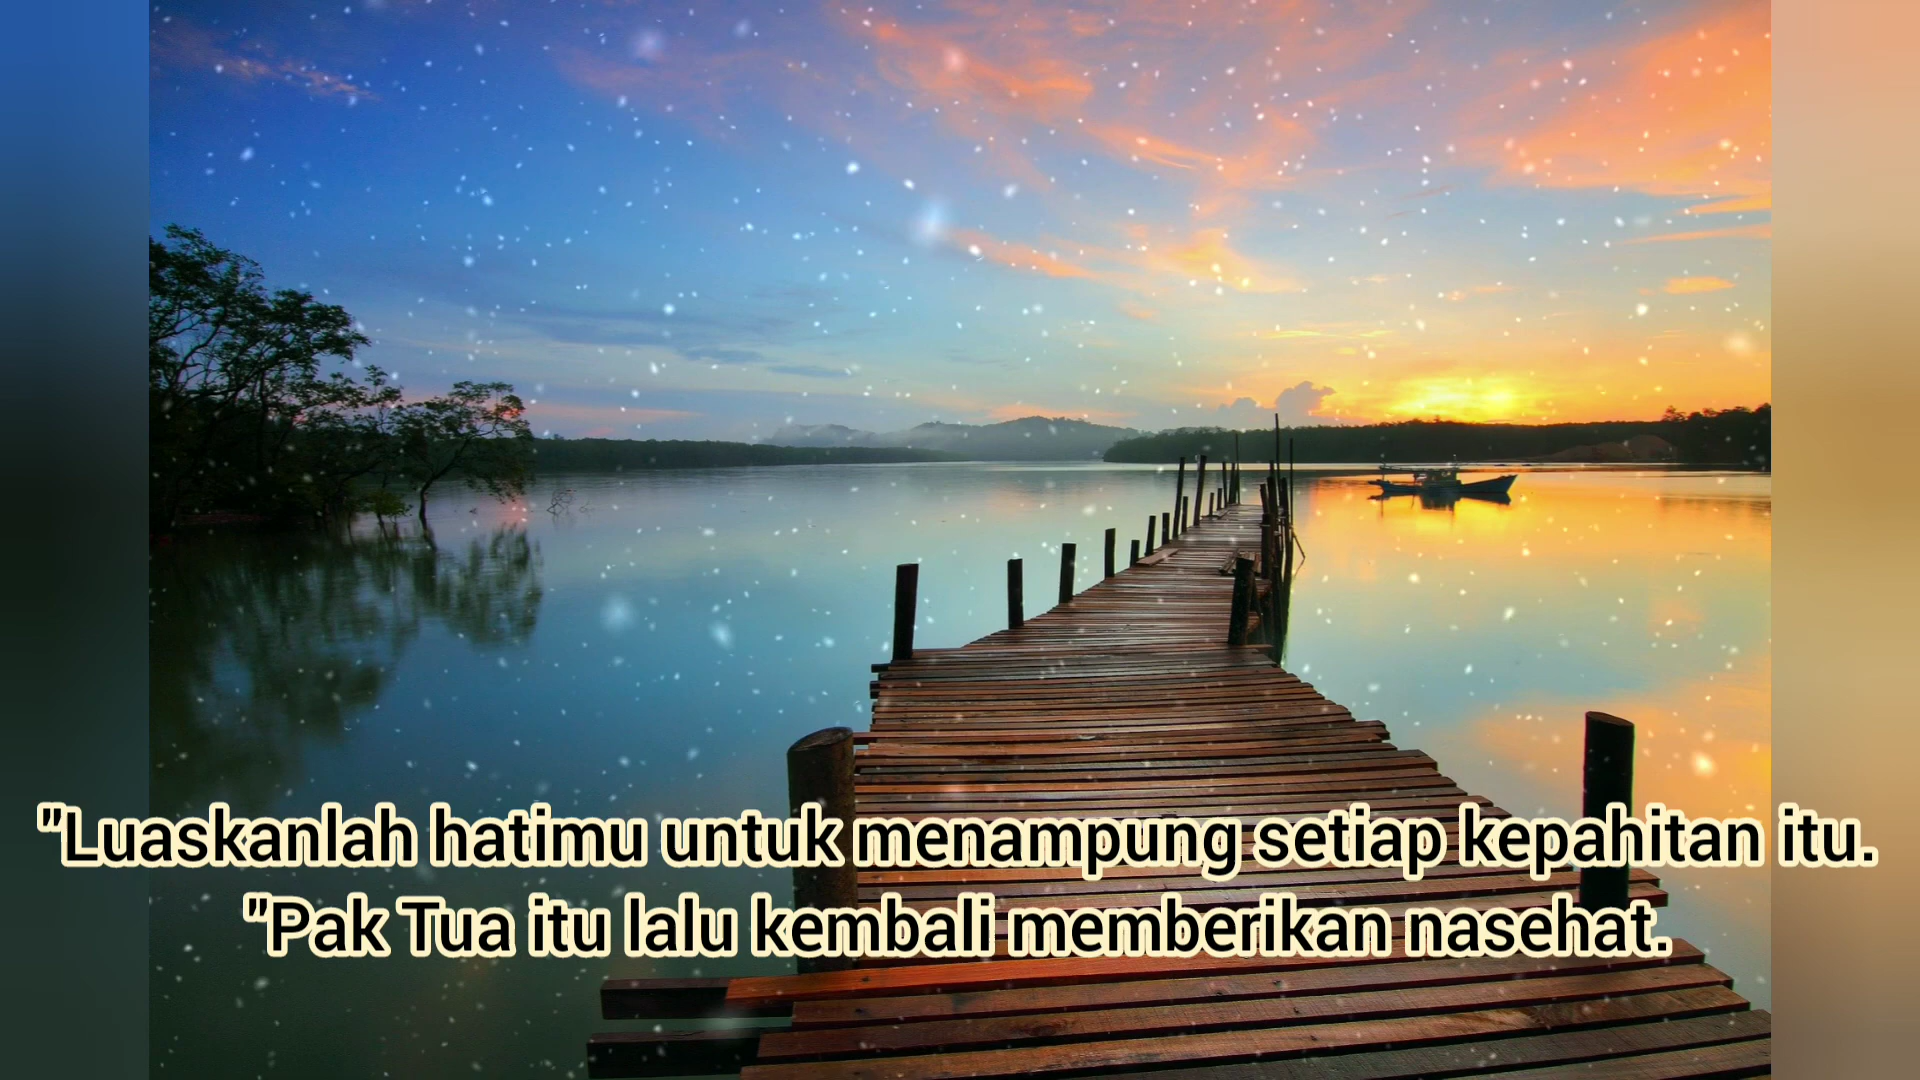 "Luaskanlah hatimu untuk menampung setiap kepahitan itu.
"Pak Tua itu lalu kembali memberikan nasehat.